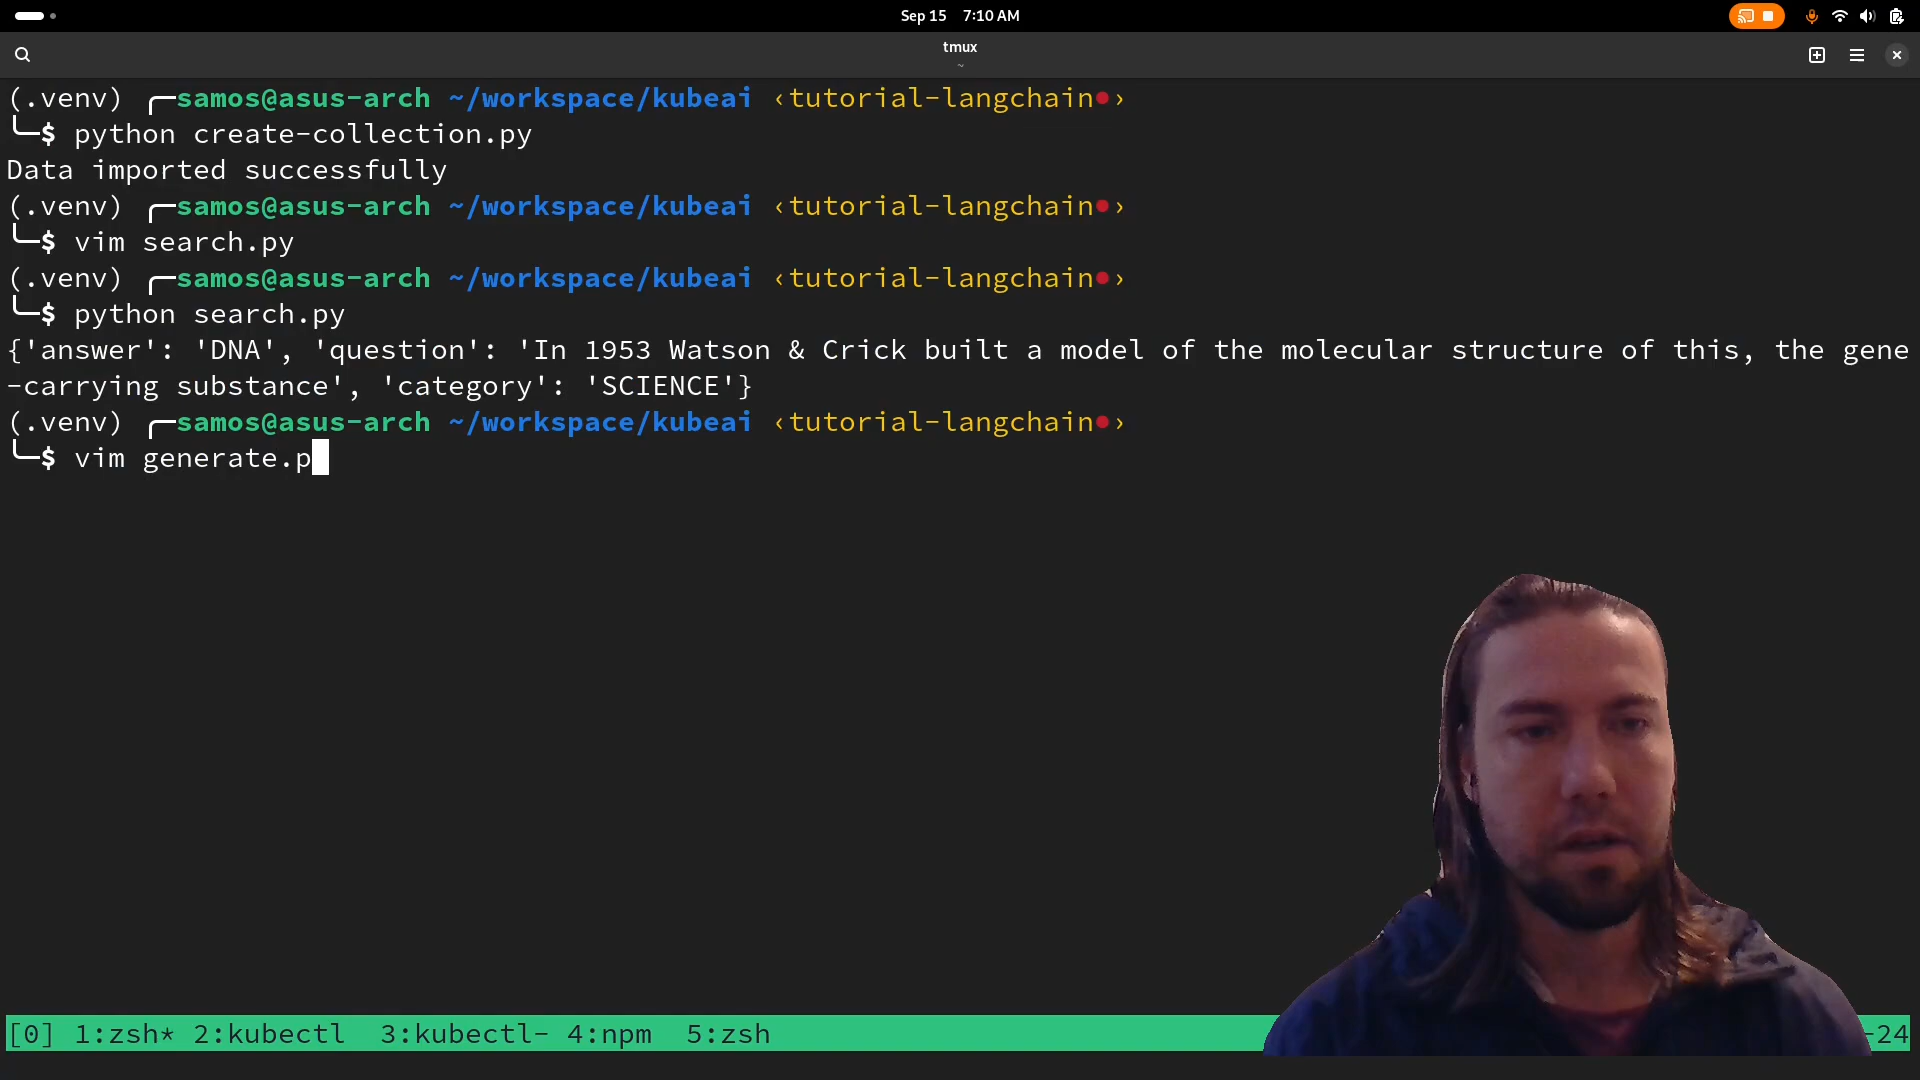 Sep 15 7:10 AM
tmux
~
(.venv) ╭─samos@asus-arch ~/workspace/kubeai ‹tutorial-langchain●›
╰─$ python create-collection.py
Data imported successfully
(.venv) ╭─samos@asus-arch ~/workspace/kubeai ‹tutorial-langchain●›
╰─$ vim search.py
(.venv) ╭─samos@asus-arch ~/workspace/kubeai ‹tutorial-langchain●›
╰─$ python search.py
{'answer': 'DNA', 'question': 'In 1953 Watson & Crick built a model of the molecular structure of this, the gene
-carrying substance', 'category': 'SCIENCE'}
(.venv) ╭─samos@asus-arch ~/workspace/kubeai ‹tutorial-langchain●›
╰─$ vim generate.p
[0] 1:zsh* 2:kubectl 3:kubectl- 4:npm 5:zsh -24